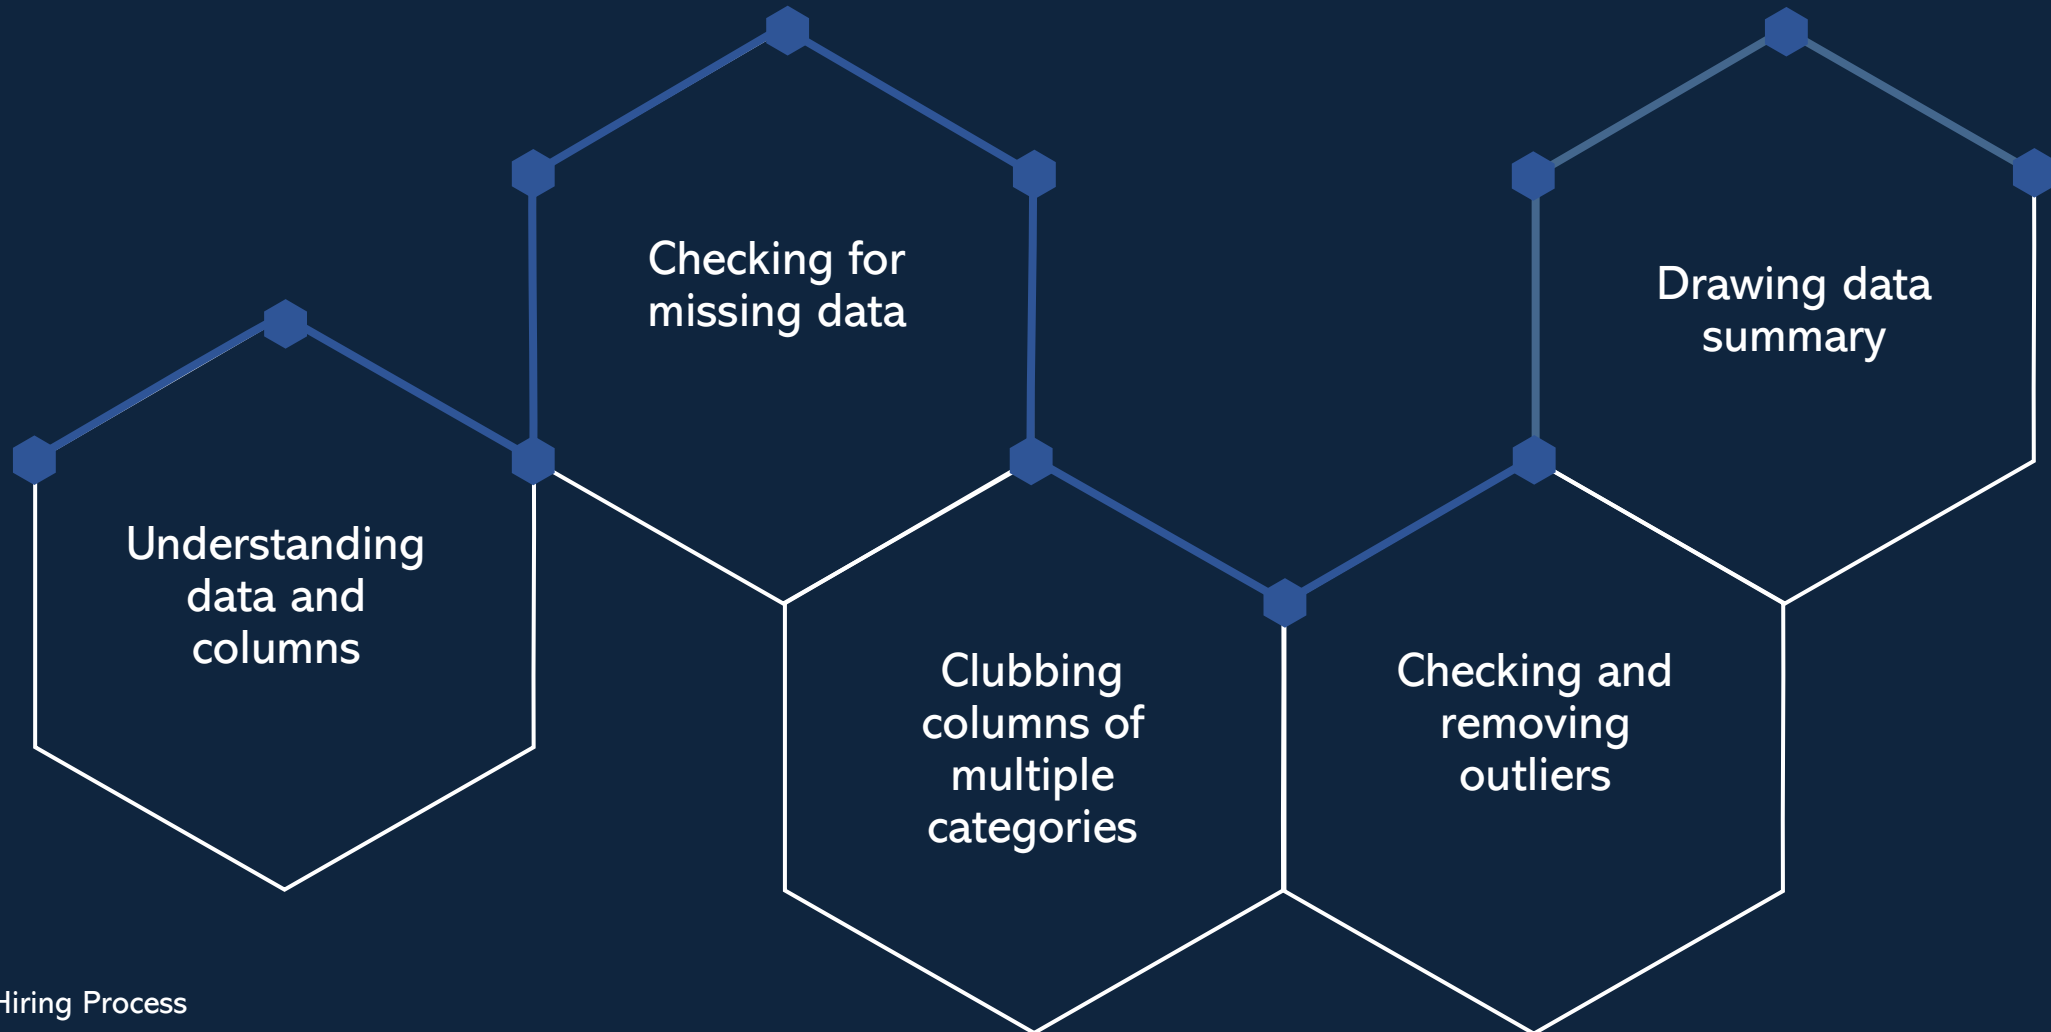 Understanding
data and
columns
Checking for
missing data
Clubbing
columns of
multiple
categories
Checking and
removing
outliers
Drawing data
summary
Hiring Process